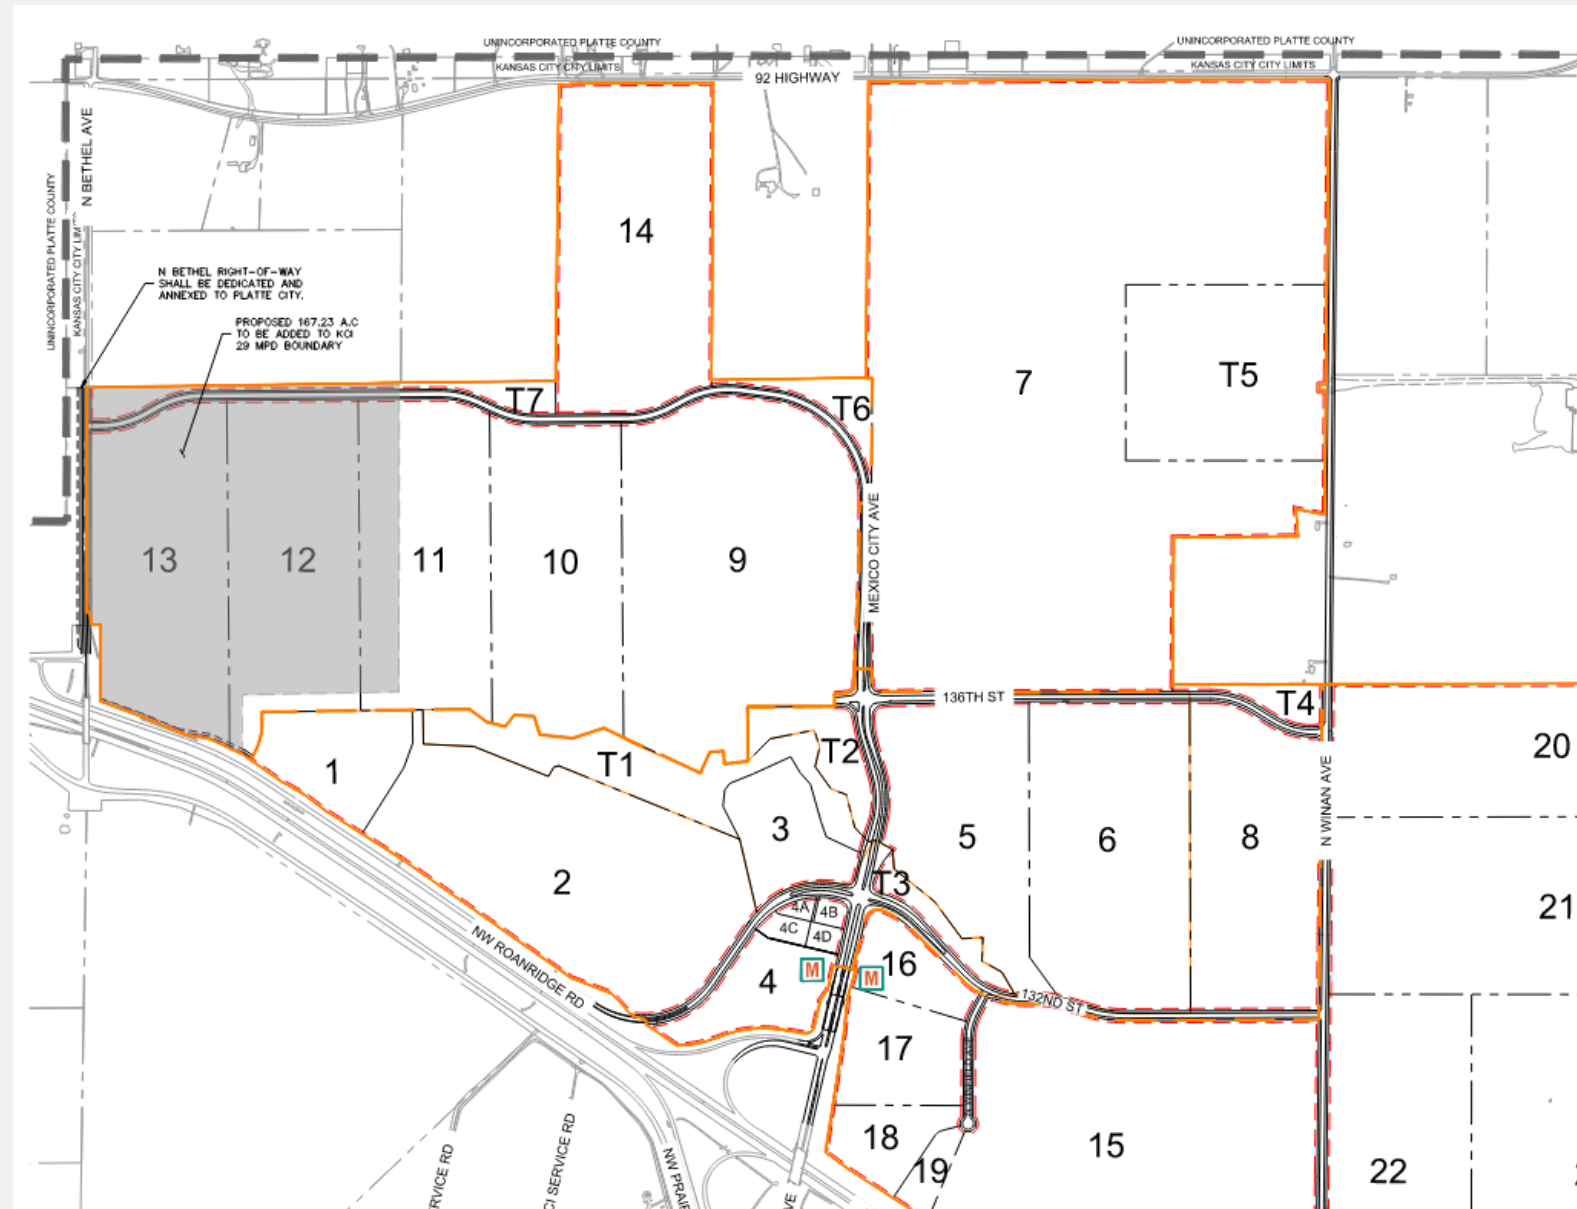 UNINCORPORATED PLATTE COUNTY
KANSAS CITY CITY LIMITS
92 HIGHWAY
UNINCORPORATED PLATTE COUNTY
KANSAS CITY CITY LIMITS
N BETHEL AVE
UNINCORPORATED PLATTE COUNTY
KANSAS CITY CITY
N BETHEL RIGHT-OF-WAY
SHALL BE DEDICATED AND
ANNEXED TO PLATTE CITY.
PROPOSED 167.23 A.C
TO BE ADDED TO KCI
29 MPD BOUNDARY
14
7
T5
T7
T6
13
12
11
10
9
MEXICO CITY AVE
136TH ST
T4
1
T1
T2
20
N WINAN AVE
3
5
6
8
2
T3
21
4A
4B
4C
4D
NW ROANRIDGE RD
M
M
16
4
132ND ST
17
18
19
15
22
RVICE RD
CI SERVICE RD
NW PRAI
VE